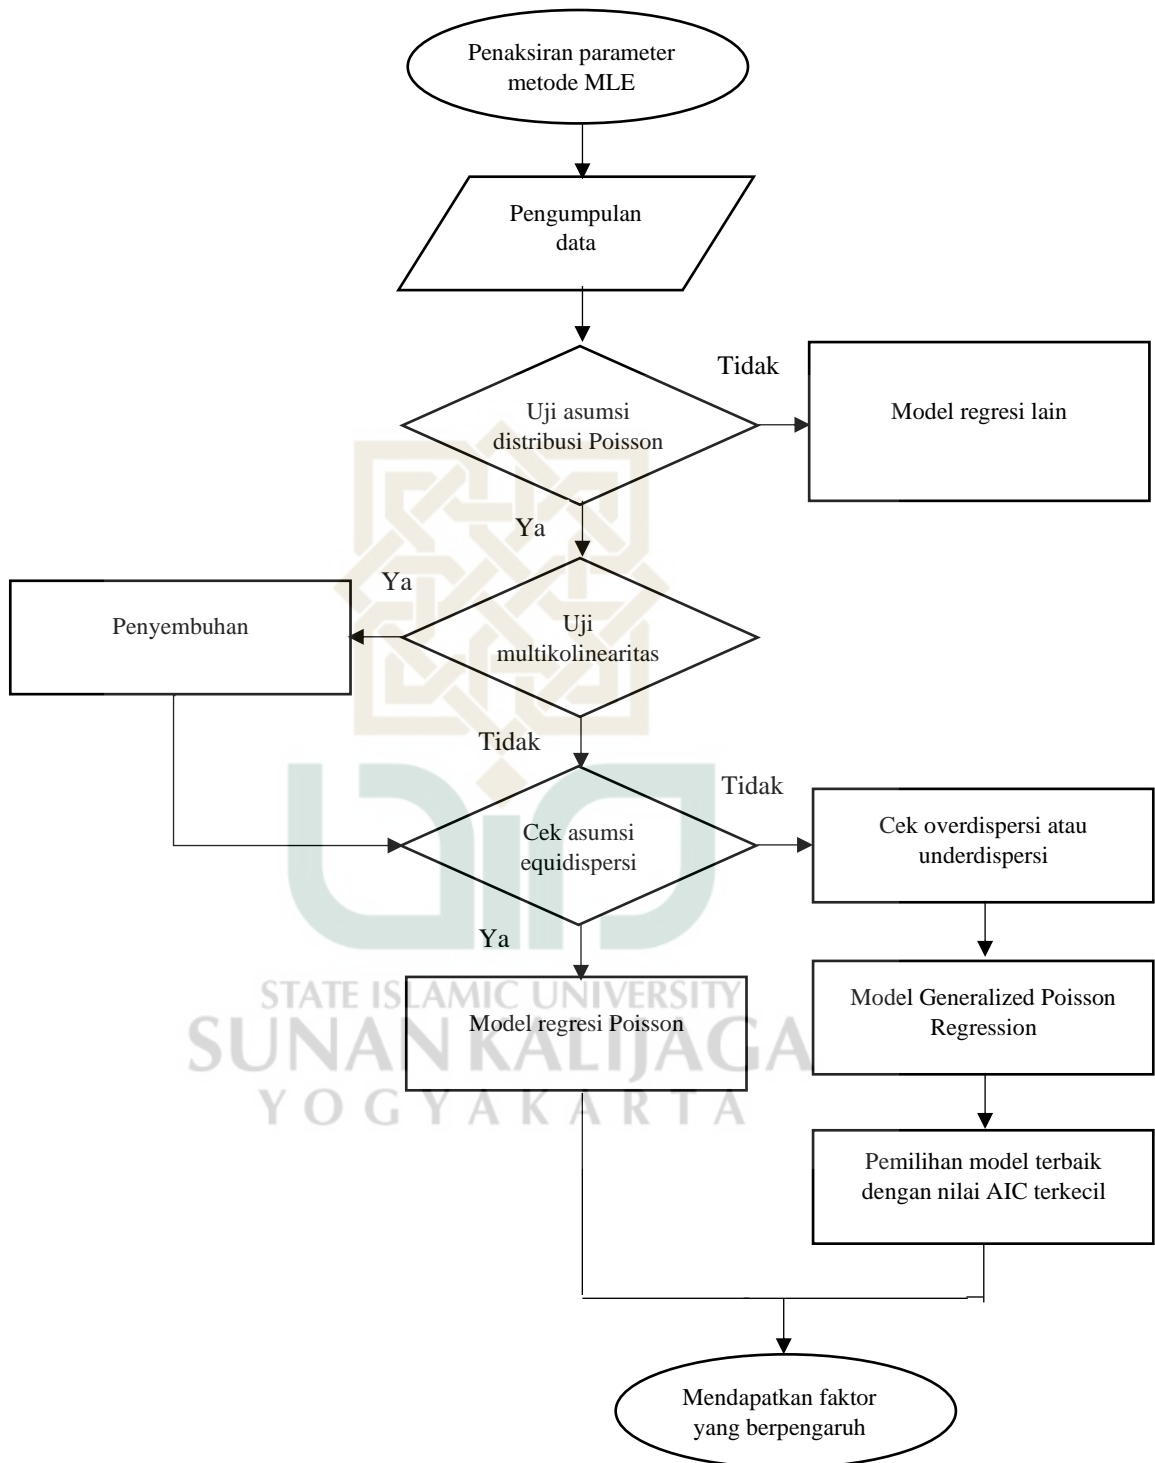 Penaksiran parameter
metode MLE
Pengumpulan
data
Tidak
Uji asumsi
distribusi Poisson
Model regresi lain
Ya
Ya
Penyembuhan
Uji
multikolinearitas
Tidak
Tidak
Cek asumsi
equidispersi
Cek overdispersi atau
underdispersi
Ya
Model regresi Poisson
Model Generalized Poisson
Regression
STATE ISLAMIC UNIVERSITY
SUNAN KALIJAGA
YOGYAKARTA
Pemilihan model terbaik
dengan nilai AIC terkecil
Mendapatkan faktor
yang berpengaruh